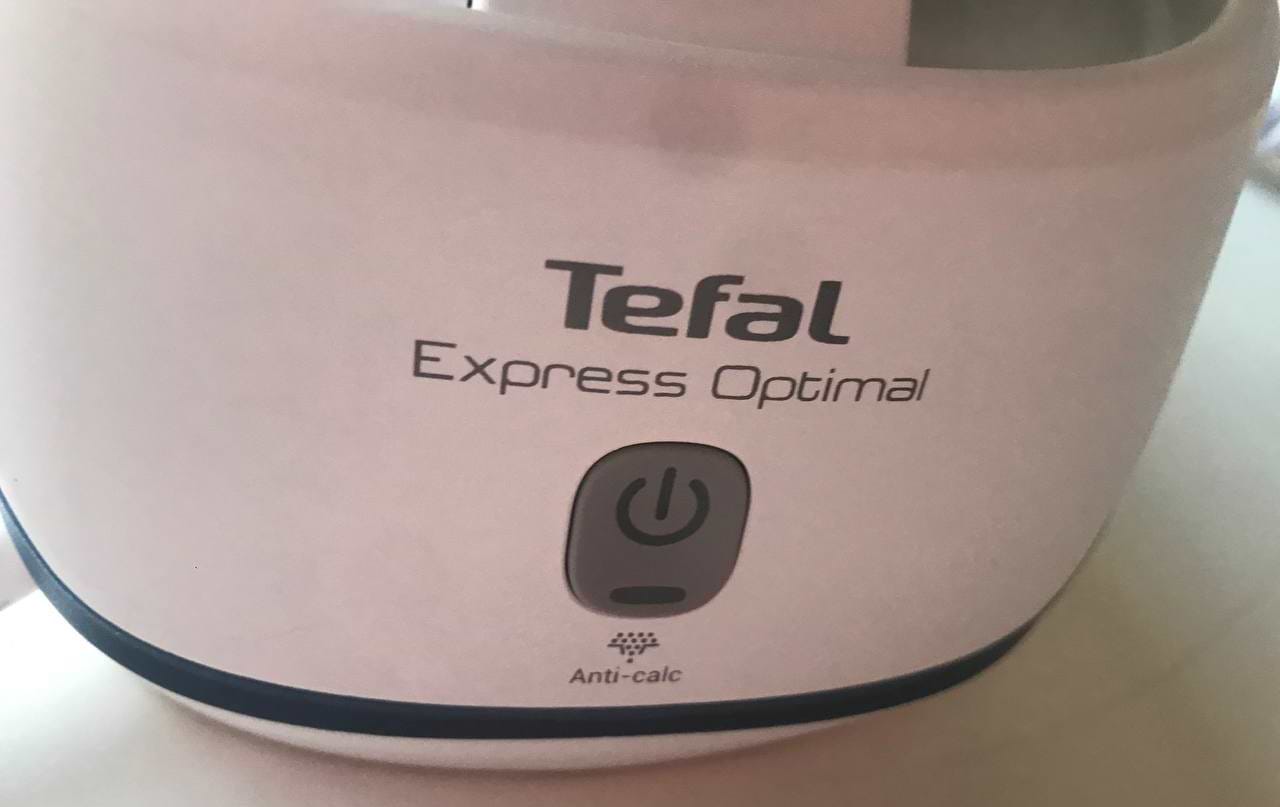 Tefal
Express Optimal
Anti-calc